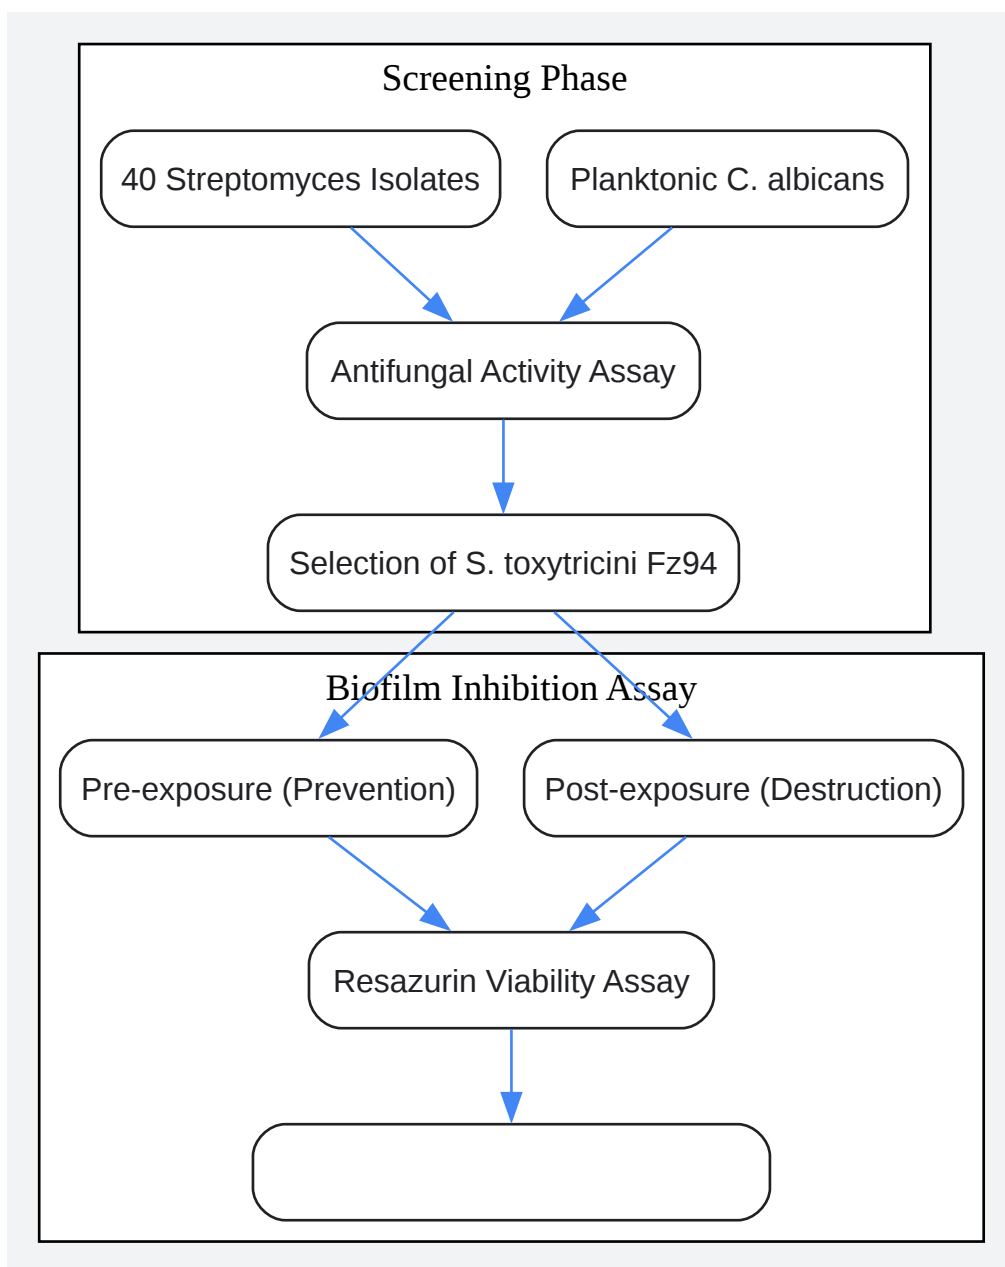 Screening Phase
40 Streptomyces Isolates
Planktonic C. albicans
Antifungal Activity Assay
Selection of S. toxytricini Fz94
Biofilm Inhibition Assay
Pre-exposure (Prevention)
Post-exposure (Destruction)
Resazurin Viability Assay